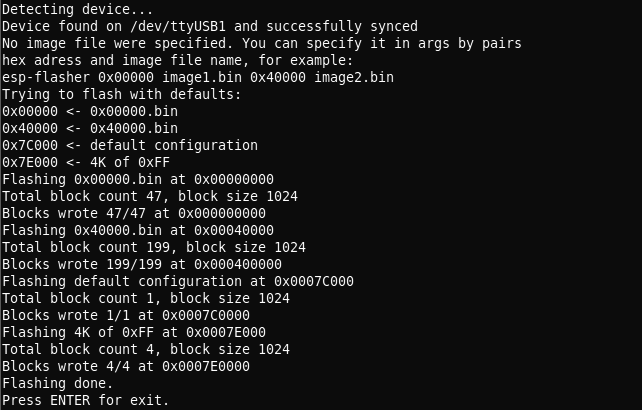 Detecting device...
Device found on /dev/ttyUSB1 and successfully synced
No image file were specified. You can specify it in args by pairs
hex adress and image file name, for example:
esp-flasher 0x00000 image1.bin 0x40000 image2.bin
Trying to flash with defaults:
0x00000 <- 0x00000.bin
0x40000 <- 0x40000.bin
0x7C000 <- default configuration
0x7E000 <- 4K of 0xFF
Flashing 0x00000.bin at 0x00000000
Total block count 47, block size 1024
Blocks wrote 47/47 at 0x000000000
Flashing 0x40000.bin at 0x00040000
Total block count 199, block size 1024
Blocks wrote 199/199 at 0x000400000
Flashing default configuration at 0x0007C000
Total block count 1, block size 1024
Blocks wrote 1/1 at 0x0007C0000
Flashing 4K of 0xFF at 0x0007E000
Total block count 4, block size 1024
Blocks wrote 4/4 at 0x0007E0000
Flashing done.
Press ENTER for exit.